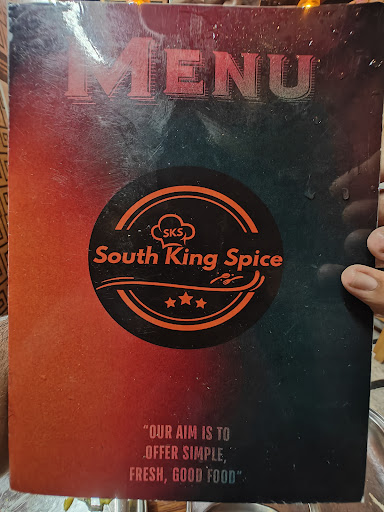 MENU
SKS
South King Spice
"OUR AIM IS TO
OFFER SIMPLE,
FRESH, GOOD FOOD"